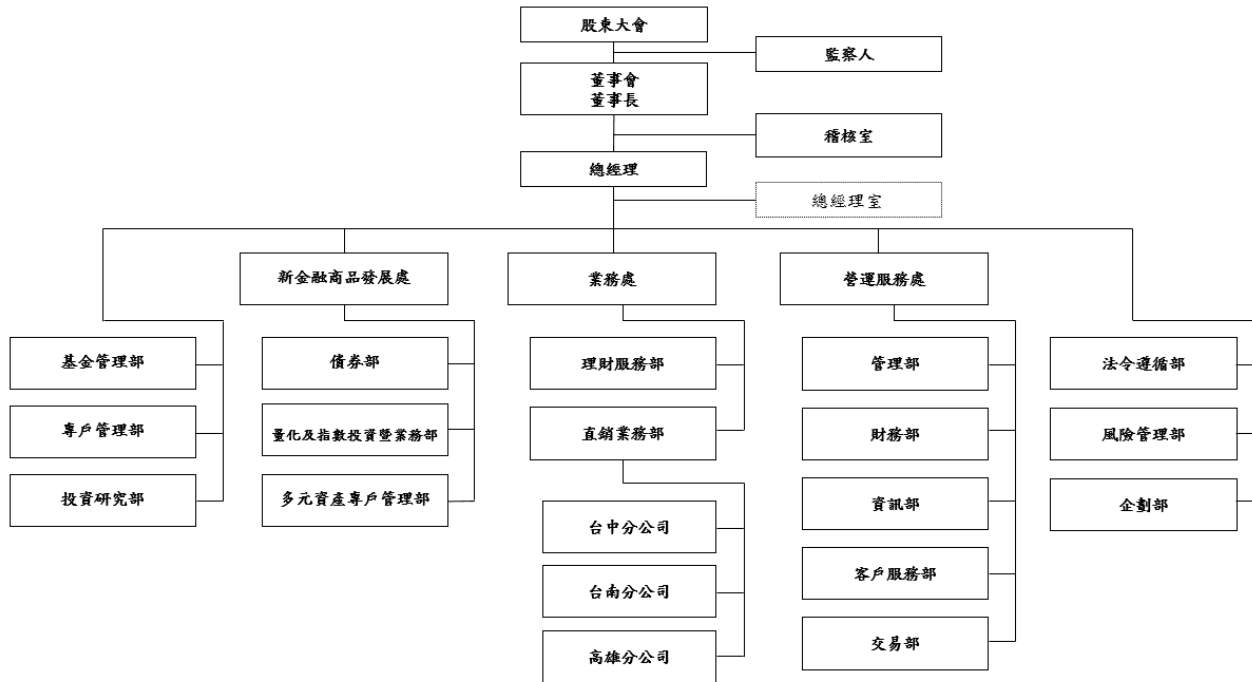 股東大會
監察人
董事會
董事長
稽核室
總經理
總經理室
新金融商品發展處
業務處
營運服務處
基金管理部
債券部
理財服務部
管理部
法令遵循部
專戶管理部
量化及指數投資暨業務部
直銷業務部
財務部
風險管理部
投資研究部
多元資產專戶管理部
台中分公司
資訊部
企劃部
台南分公司
客戶服務部
高雄分公司
交易部